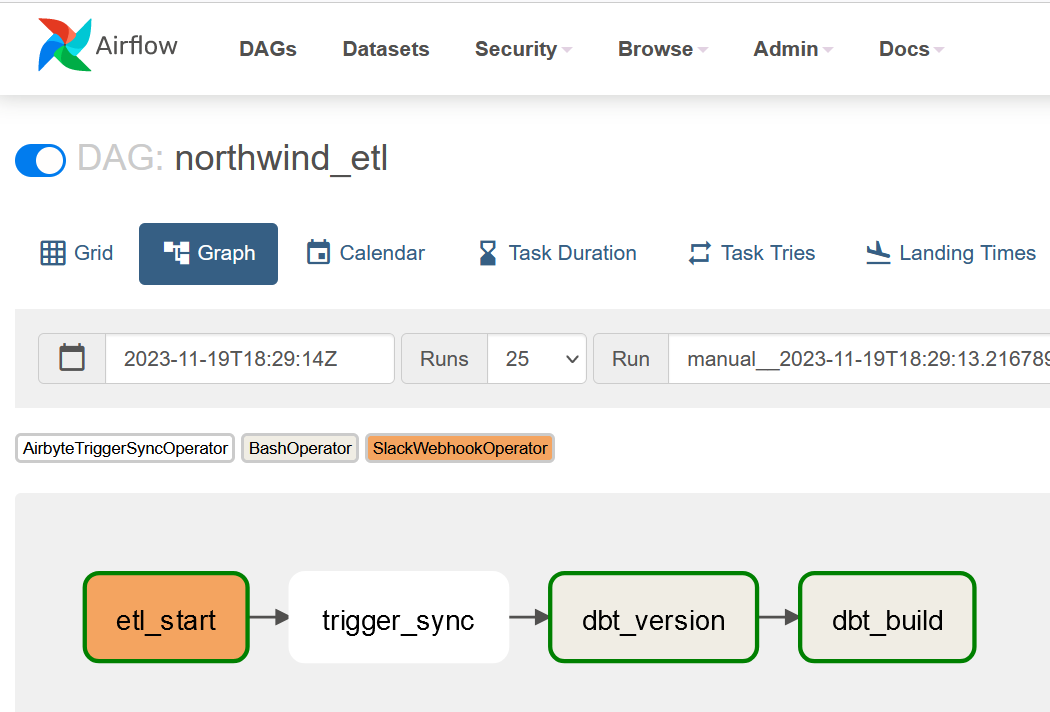 Airflow DAGs Datasets Security Browse Admin Docs
DAG: northwind_etl
Grid Graph Calendar Task Duration Task Tries Landing Times
2023-11-19T18:29:14Z Runs 25 Run manual__2023-11-19T18:29:13.216789
AirbyteTriggerSyncOperator BashOperator SlackWebhookOperator
etl_start trigger_sync dbt_version dbt_build